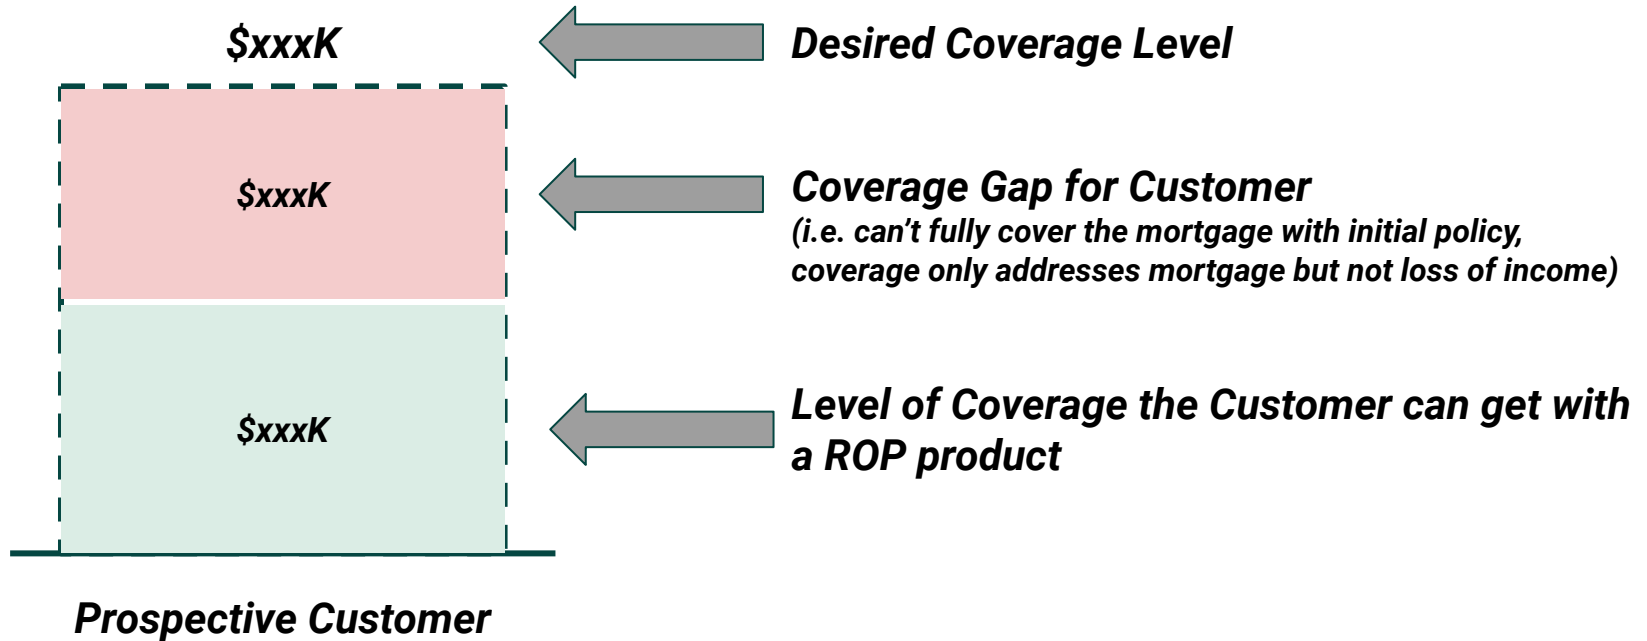 $xxxK
Desired Coverage Level
$xxxK
Coverage Gap for Customer
(i.e. can’t fully cover the mortgage with initial policy,
coverage only addresses mortgage but not loss of income)
$xxxK
Level of Coverage the Customer can get with
a ROP product
Prospective Customer